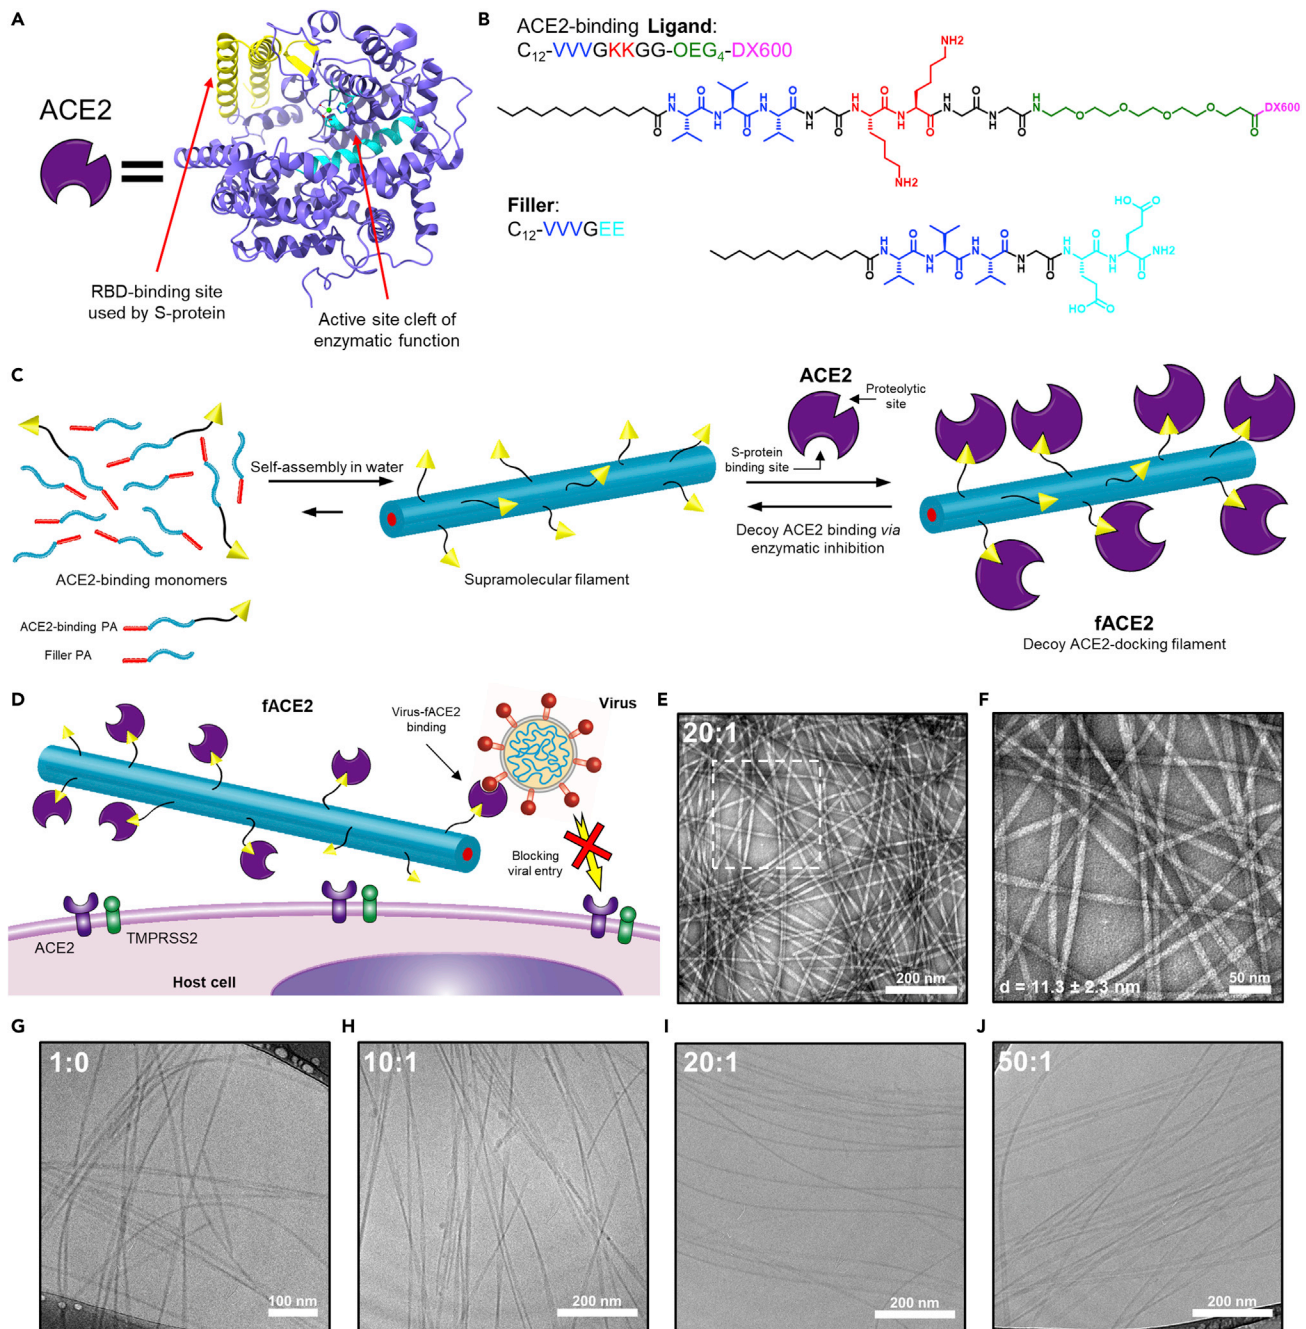 A
ACE2
RBD-binding site
used by S-protein
Active site cleft of
enzymatic function
B
ACE2-binding Ligand:
C12-VVVGKKGG-OEG4-DX600
NH2
H
N
O
H
N
O
H
N
O
H
N
O
H
N
O
O
O
O
DX600
O
N
H
O
N
H
O
N
H
O
N
H
O
O
NH2
Filler:
C12-VVVGEE
HO
O
H
N
O
H
N
O
H
N
O
NH2
O
N
H
O
N
H
O
N
H
O
HO
O
C
ACE2-binding monomers
ACE2-binding PA
Filler PA
Self-assembly in water
Supramolecular filament
ACE2
Proteolytic
site
S-protein
binding site
Decoy ACE2 binding via
enzymatic inhibition
fACE2
Decoy ACE2-docking filament
D
fACE2
Virus-fACE2
binding
Virus
Blocking
viral entry
ACE2
TMPRSS2
Host cell
E
20:1
200 nm
F
d = 11.3 ± 2.3 nm
50 nm
G
1:0
100 nm
H
10:1
200 nm
I
20:1
200 nm
J
50:1
200 nm